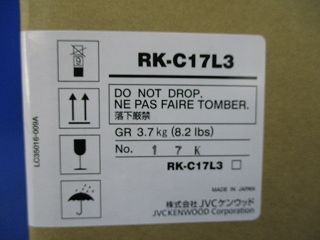 RK-C17L3
DO NOT DROP.
NE PAS FAIRE TOMBER.
落下厳禁
GR 3.7kg (8.2 lbs)
No. 17K
RK-C17L3 □
MADE IN JAPAN
株式会社JVCケンウッド
JVCKENWOOD Corporation
LC35016-009A